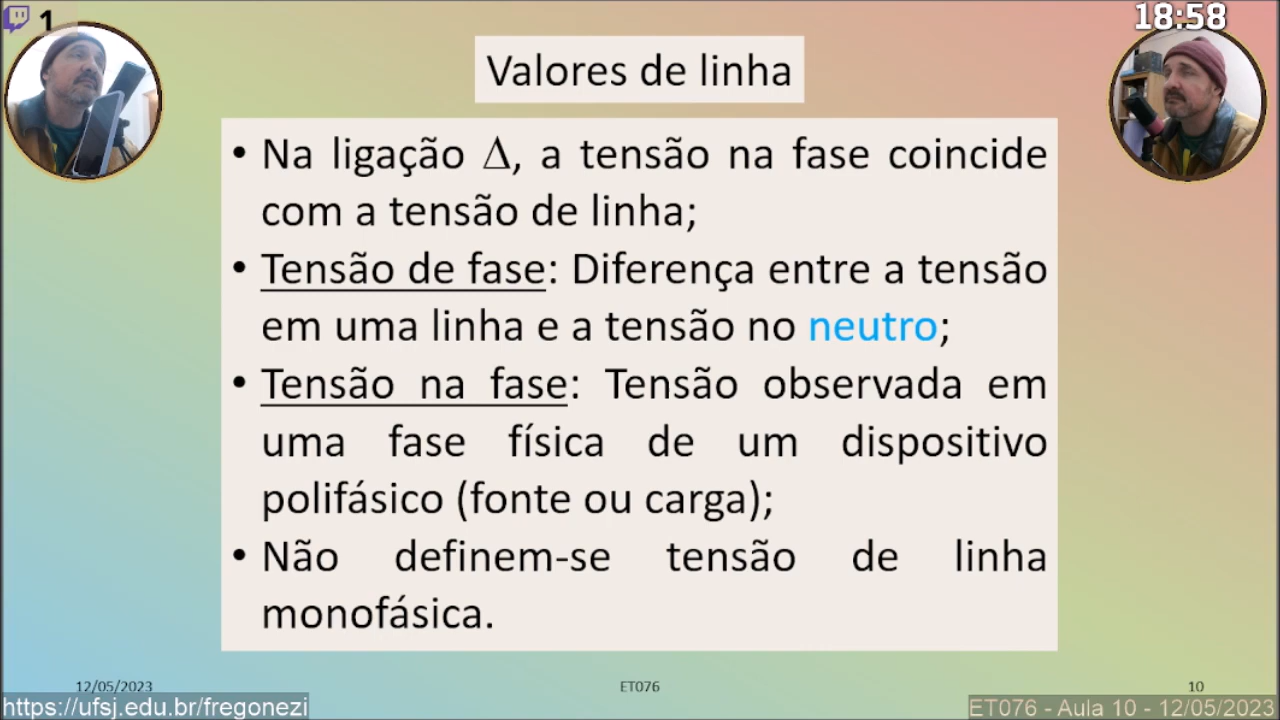 1
18:58
Valores de linha
• Na ligação Δ, a tensão na fase coincide
com a tensão de linha;
• Tensão de fase: Diferença entre a tensão
em uma linha e a tensão no neutro;
• Tensão na fase: Tensão observada em
uma fase física de um dispositivo
polifásico (fonte ou carga);
• Não definem-se tensão de linha
monofásica.
12/05/2023
ET076
10
https://ufsj.edu.br/fregonezi
ET076 - Aula 10 - 12/05/2023